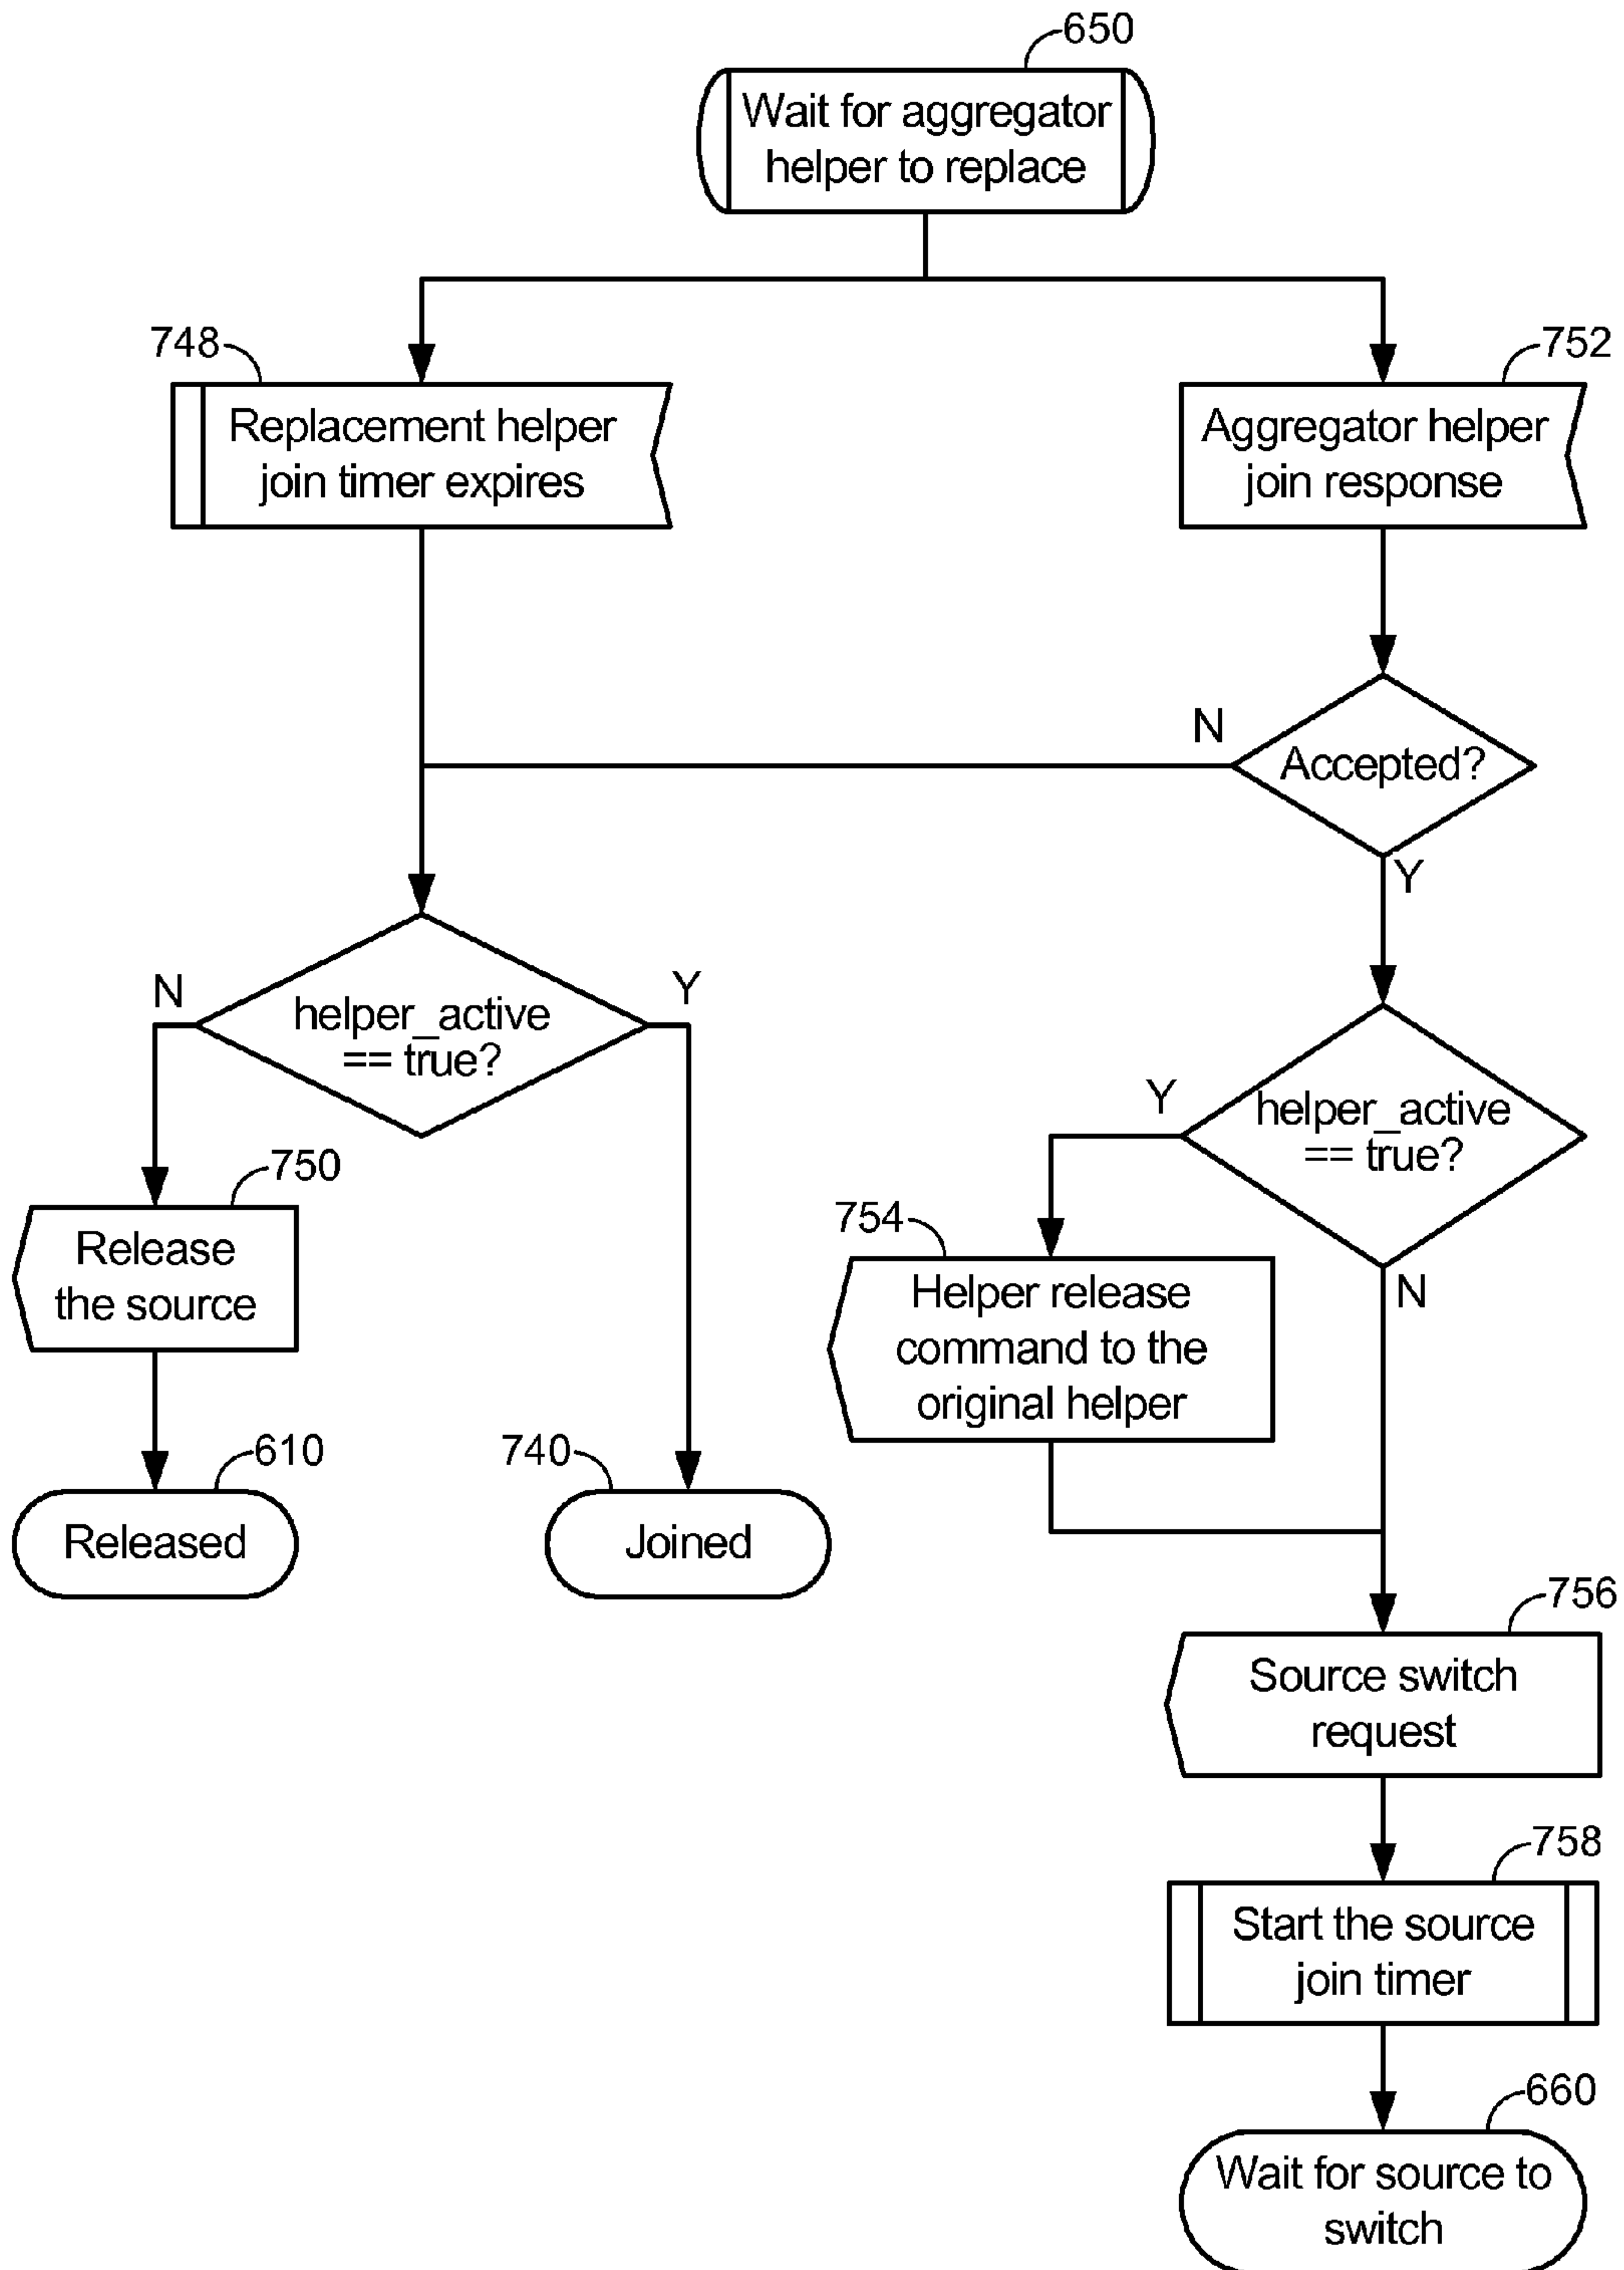 650
Wait for aggregator
helper to replace
748
Replacement helper
join timer expires
752
Aggregator helper
join response
N
Accepted?
Y
N
helper_active
== true?
Y
Y
helper_active
== true?
N
750
Release
the source
754
Helper release
command to the
original helper
610
Released
740
Joined
756
Source switch
request
758
Start the source
join timer
660
Wait for source to
switch